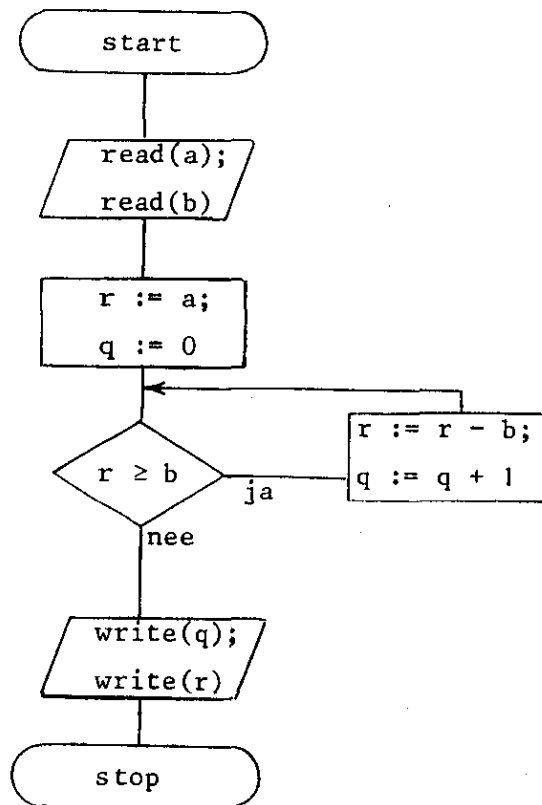 start
read(a);
read(b)
r := a;
q := 0
r := r - b;
q := q + 1
r ≥ b
ja
nee
write(q);
write(r)
stop